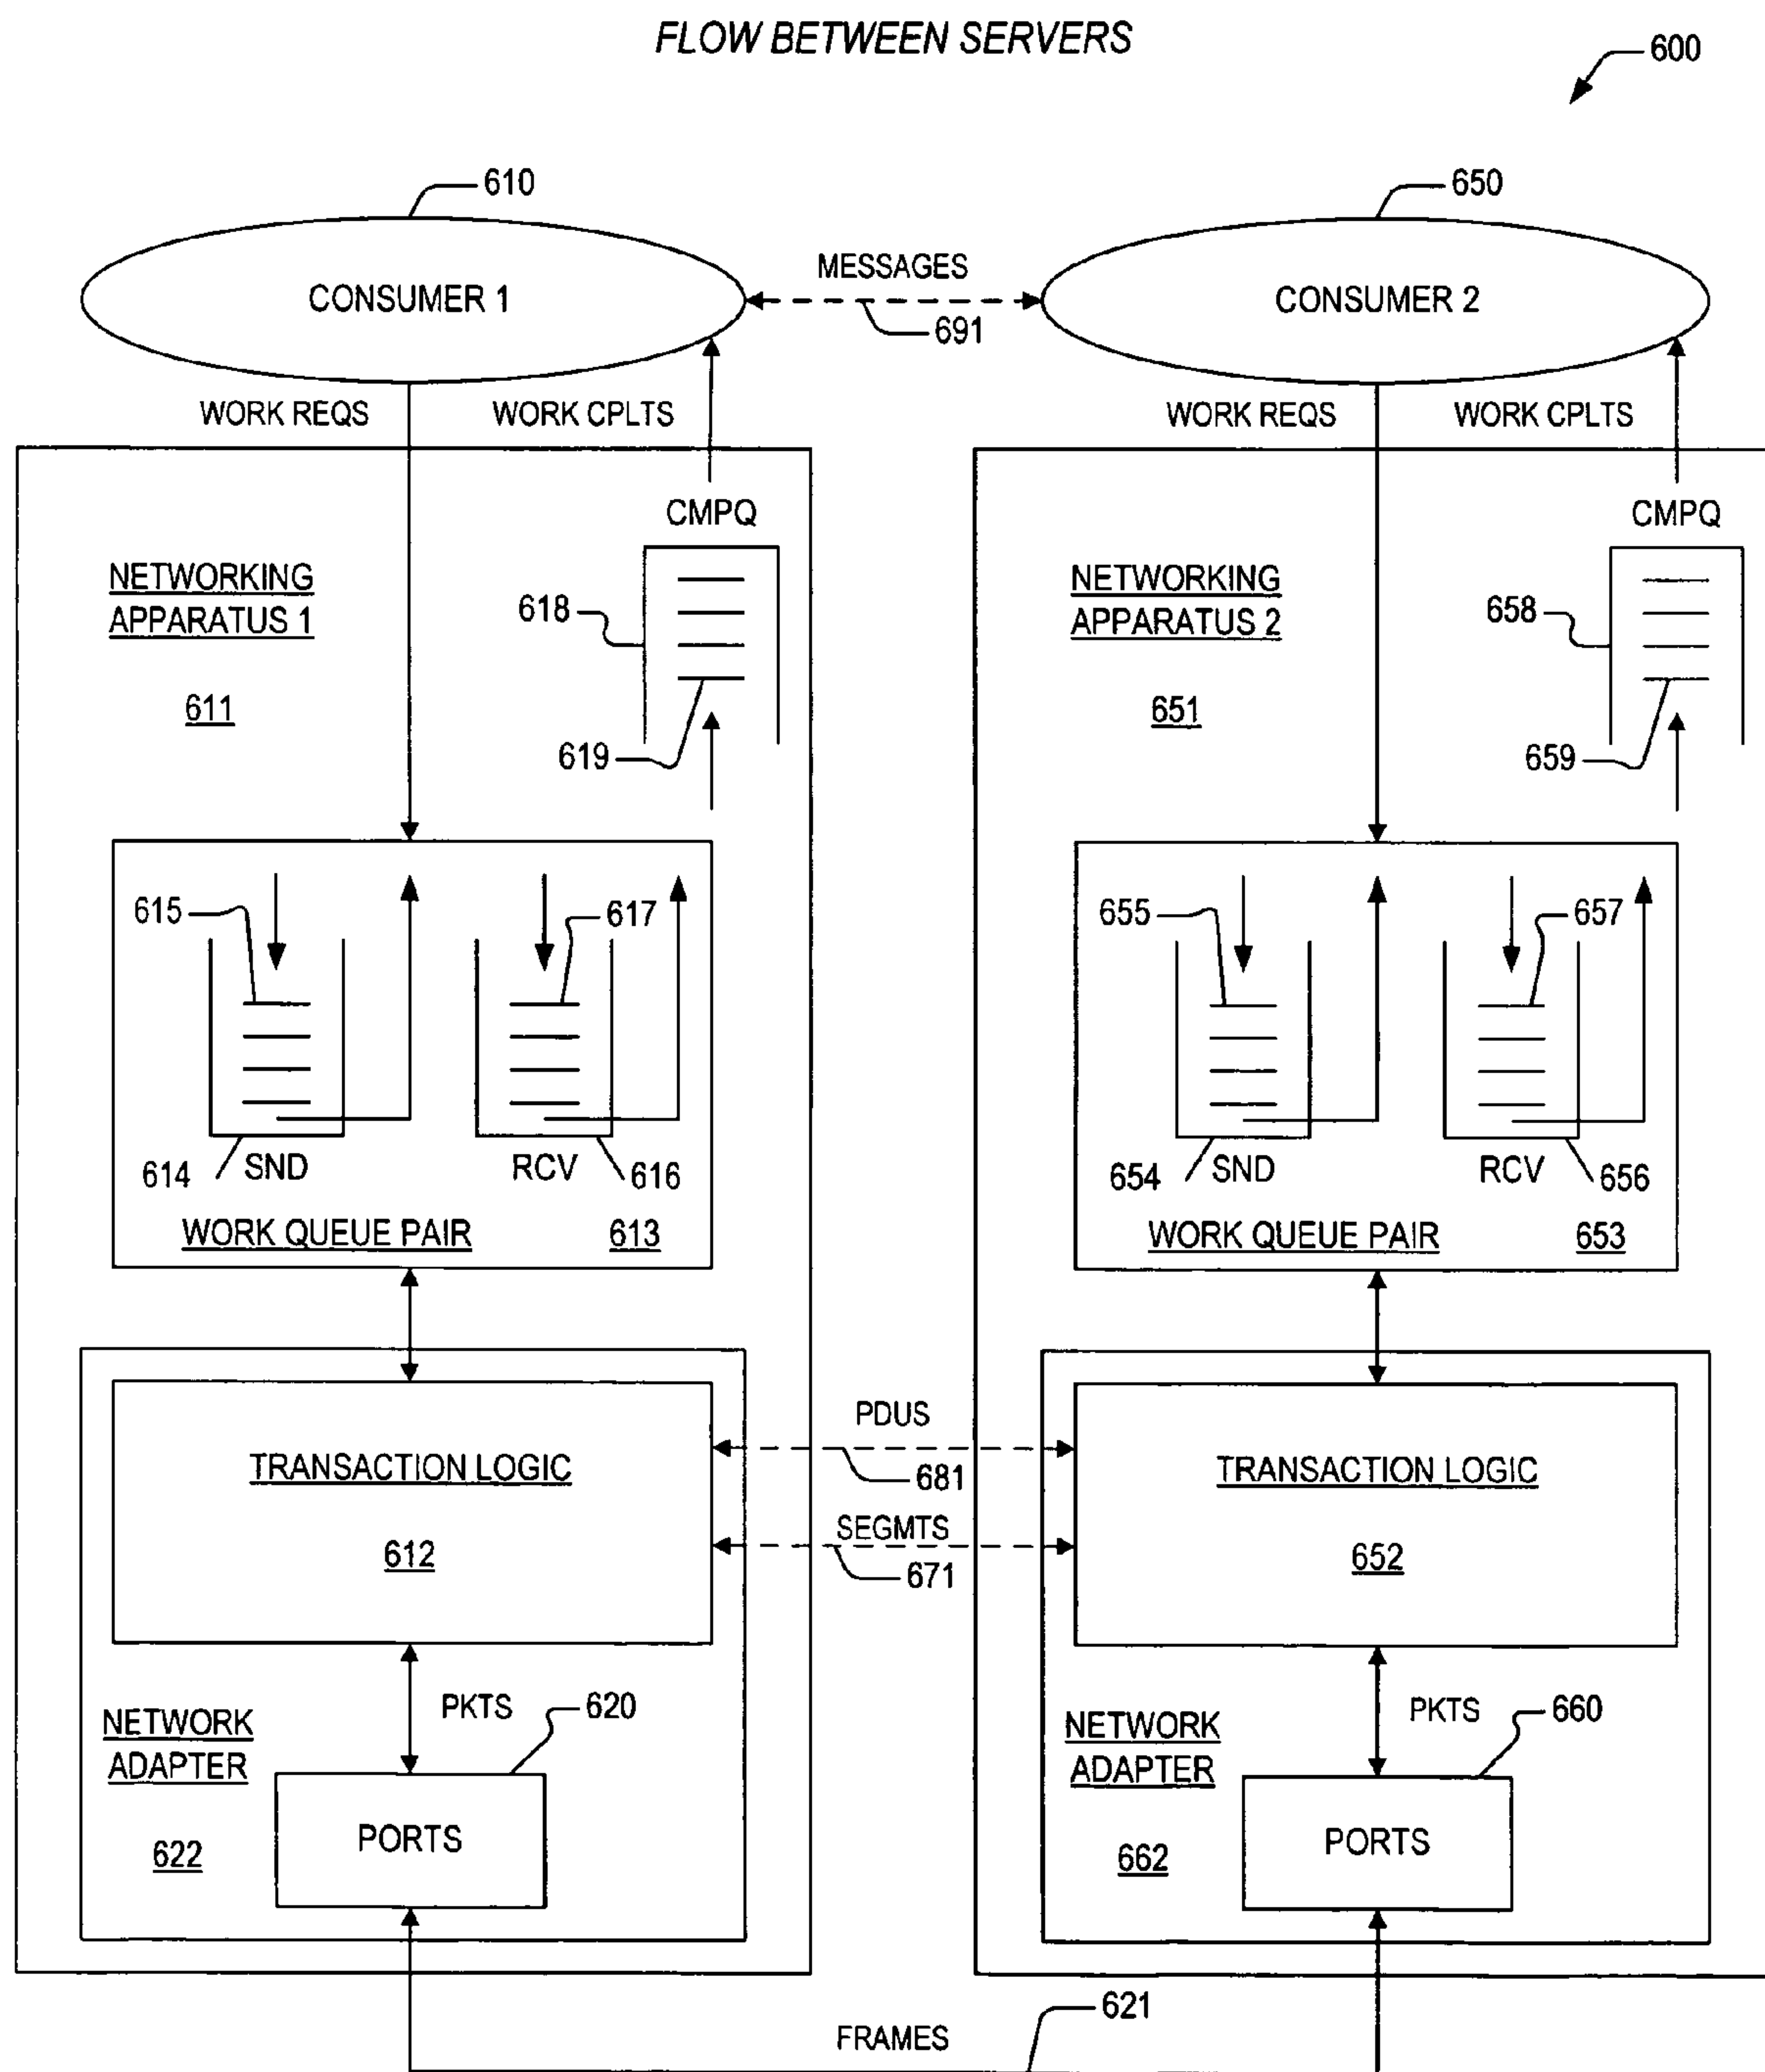 FLOW BETWEEN SERVERS
600
610
650
CONSUMER 1
MESSAGES
691
CONSUMER 2
WORK REQS
WORK CPLTS
WORK REQS
WORK CPLTS
CMPQ
CMPQ
NETWORKING
APPARATUS 1
611
618
619
NETWORKING
APPARATUS 2
651
658
659
615
617
655
657
614
SND
RCV
616
654
SND
RCV
656
WORK QUEUE PAIR
613
WORK QUEUE PAIR
653
PDUS
681
TRANSACTION LOGIC
612
TRANSACTION LOGIC
652
SEGMTS
671
PKTS
620
PKTS
660
NETWORK
ADAPTER
622
PORTS
NETWORK
ADAPTER
662
PORTS
FRAMES
621